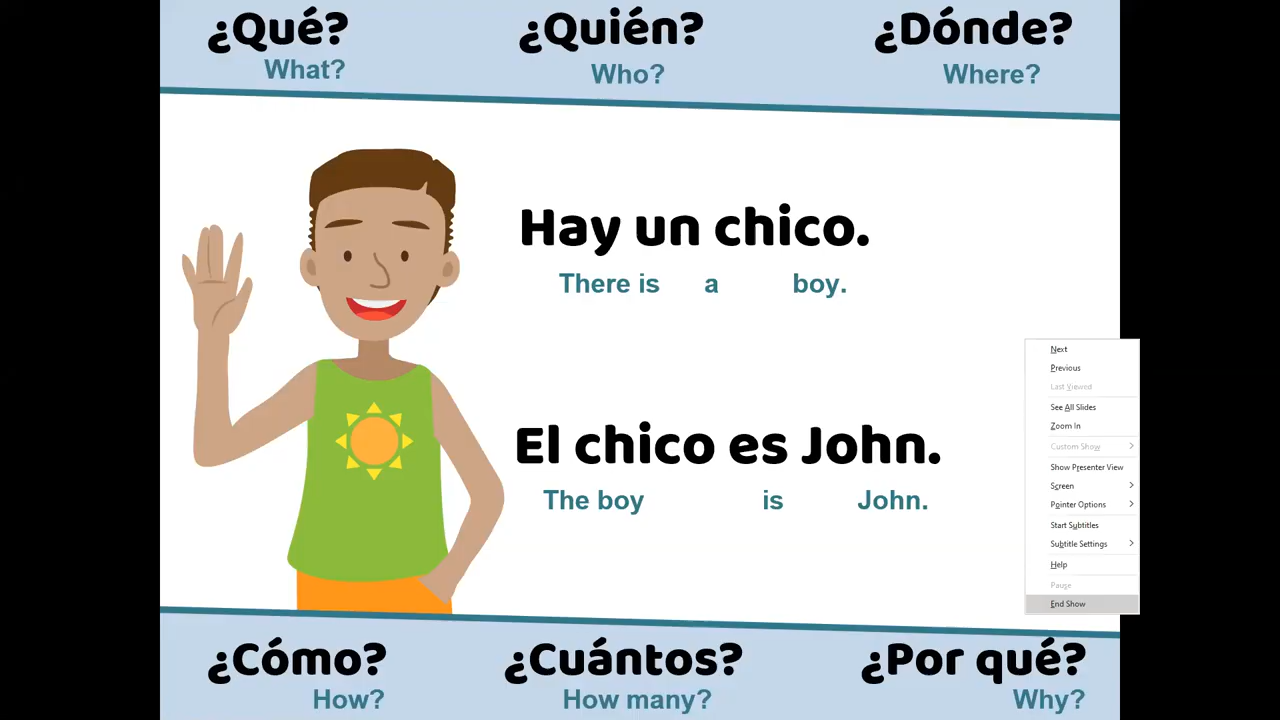 ¿Qué? ¿Quién? ¿Dónde?
What? Who? Where?
Hay un chico.
There is a boy.
El chico es John.
The boy is John.
Next
Previous
Last Viewed
See All Slides
Zoom In
Custom Show
Show Presenter View
Screen
Pointer Options
Start Subtitles
Subtitle Settings
Help
Pause
End Show
¿Cómo? ¿Cuántos? ¿Por qué?
How? How many? Why?